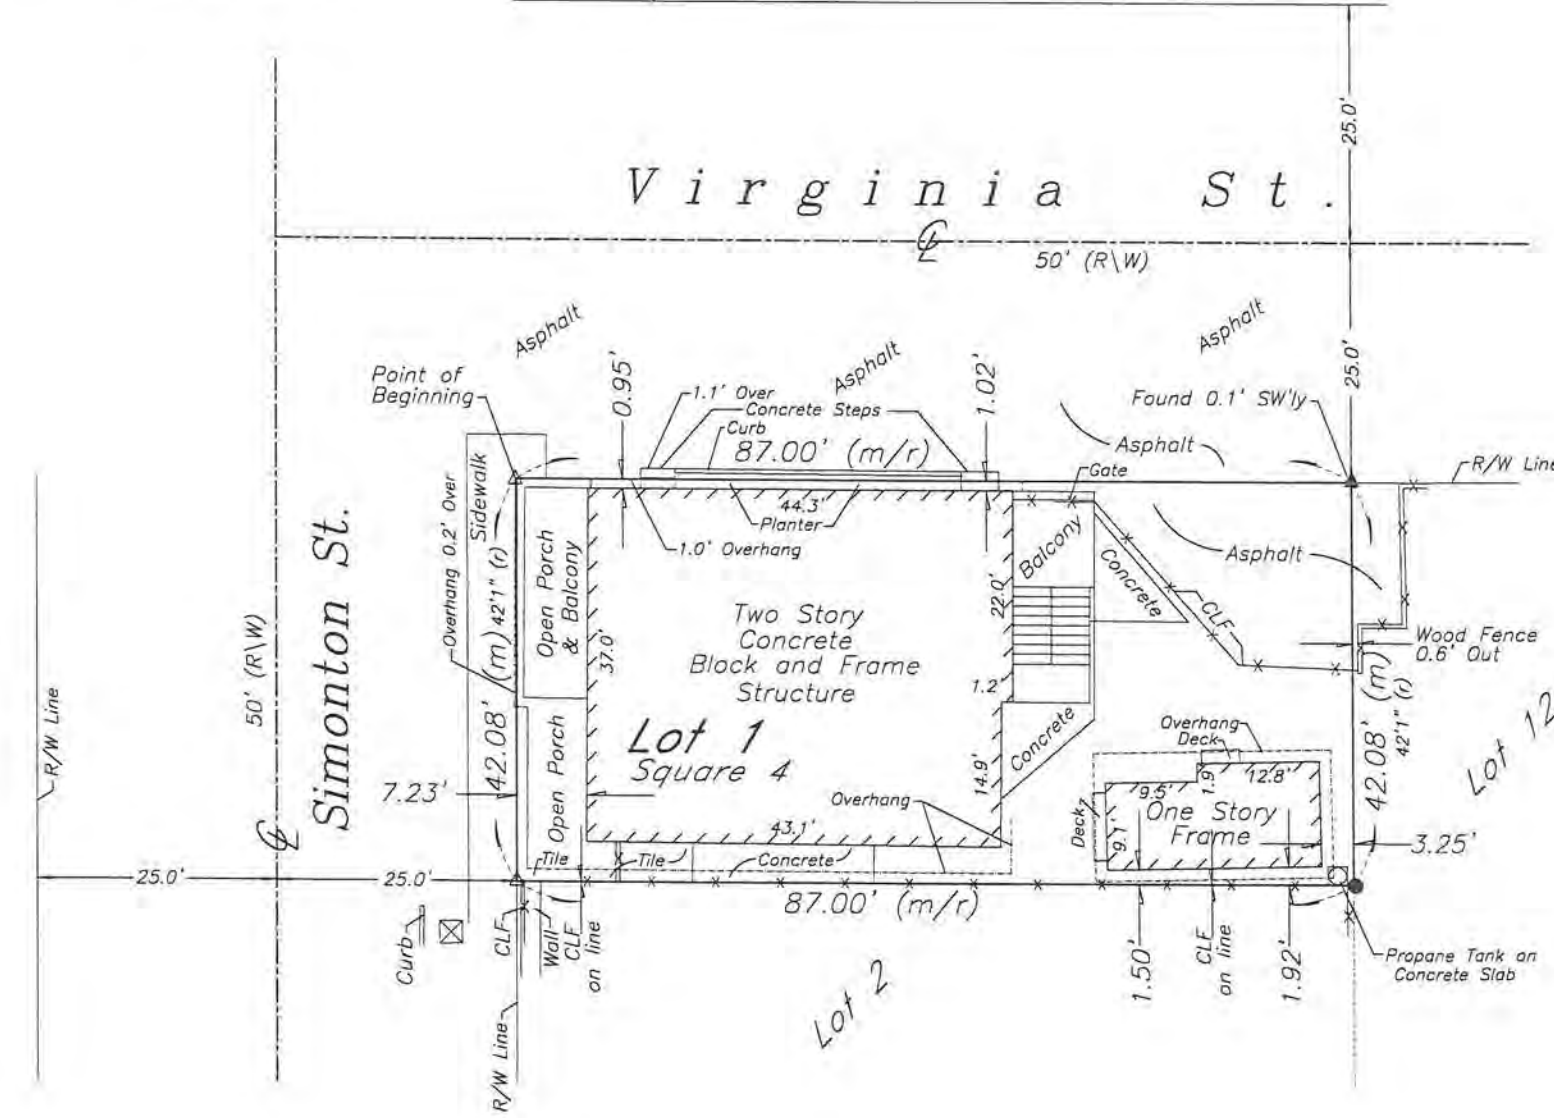 25.0'
Virginia St.
℄
50' (R\W)
Asphalt
Asphalt
Asphalt
25.0'
Point of
Beginning
0.95'
1.1' Over
Concrete Steps
Curb
87.00' (m/r)
1.02'
Found 0.1' SW'ly
Asphalt
R/W Line
Gate
Overhang 0.2' Over
Sidewalk
44.3'
Planter
1.0' Overhang
Balcony
Concrete
CLF
Asphalt
Simonton St.
50' (R\W)
42.08' (m)
42'1" (r)
Open Porch
& Balcony
37.0'
Two Story
Concrete
Block and Frame
Structure
22.0'
1.2'
Wood Fence
0.6' Out
R/W Line
Lot 1
Square 4
Concrete
14.9'
Overhang
Deck
42.08' (m)
42'1" (r)
Lot 12
7.23'
Open Porch
Overhang
43.1'
Deck
9.5'
1.9'
12.8'
9.1'
One Story
Frame
3.25'
℄
25.0'
25.0'
Tile
Tile
Concrete
87.00' (m/r)
Curb
CLF
Wall
CLF
on line
1.50'
CLF
on line
1.92'
Propane Tank on
Concrete Slab
Lot 2
R/W Line